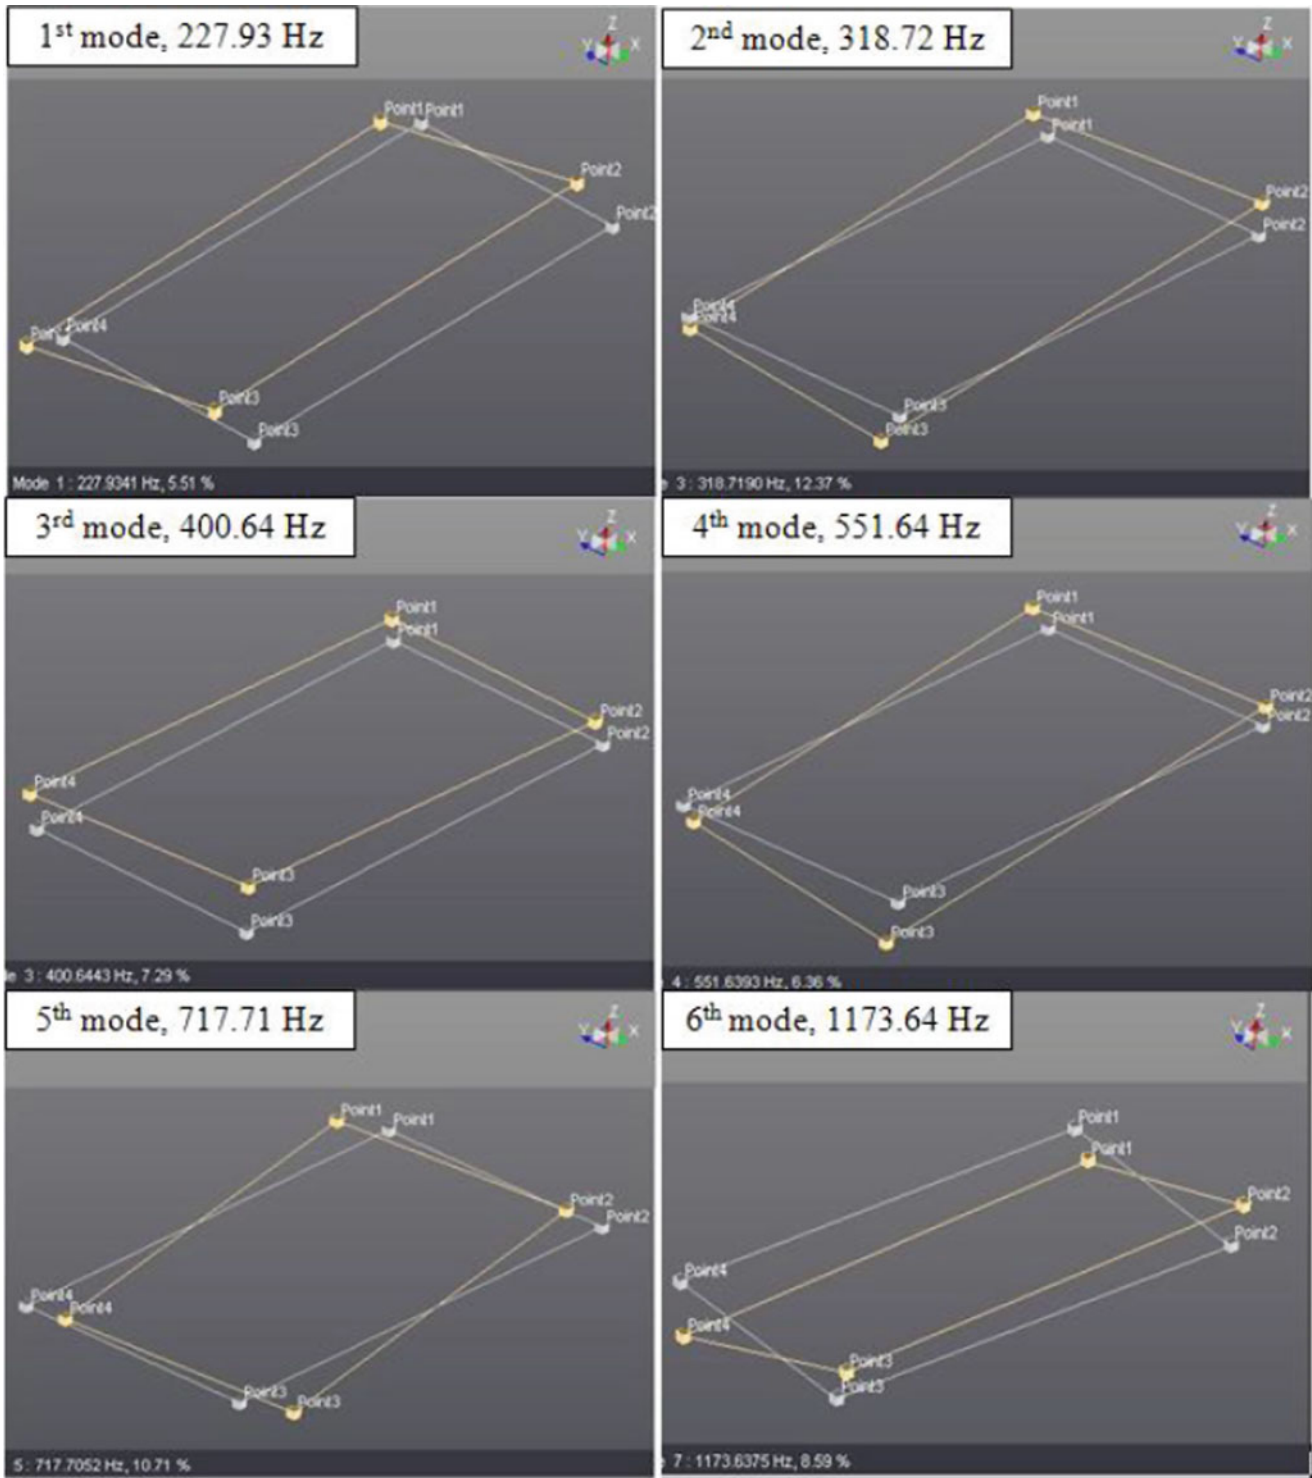 1st mode, 227.93 Hz
Z
Y X
Point1 Point1
Point2
Point2
Point4
Point3
Point3
Mode 1 : 227.9341 Hz, 5.51 %
2nd mode, 318.72 Hz
Z
Y X
Point1
Point1
Point2
Point2
Point4
Point4
Point3
Point3
e 3 : 318.7190 Hz, 12.37 %
3rd mode, 400.64 Hz
Z
Y X
Point1
Point1
Point2
Point2
Point4
Point4
Point3
Point3
le 3 : 400.6443 Hz, 7.29 %
4th mode, 551.64 Hz
Z
Y X
Point1
Point1
Point2
Point2
Point4
Point4
Point3
Point3
4 : 551.6393 Hz, 6.36 %
5th mode, 717.71 Hz
Z
Y X
Point1
Point1
Point2
Point2
Point4
Point4
Point3
Point3
5 : 717.7052 Hz, 10.71 %
6th mode, 1173.64 Hz
Z
Y X
Point1
Point1
Point2
Point2
Point4
Point4
Point3
Point3
e 7 : 1173.6375 Hz, 8.59 %